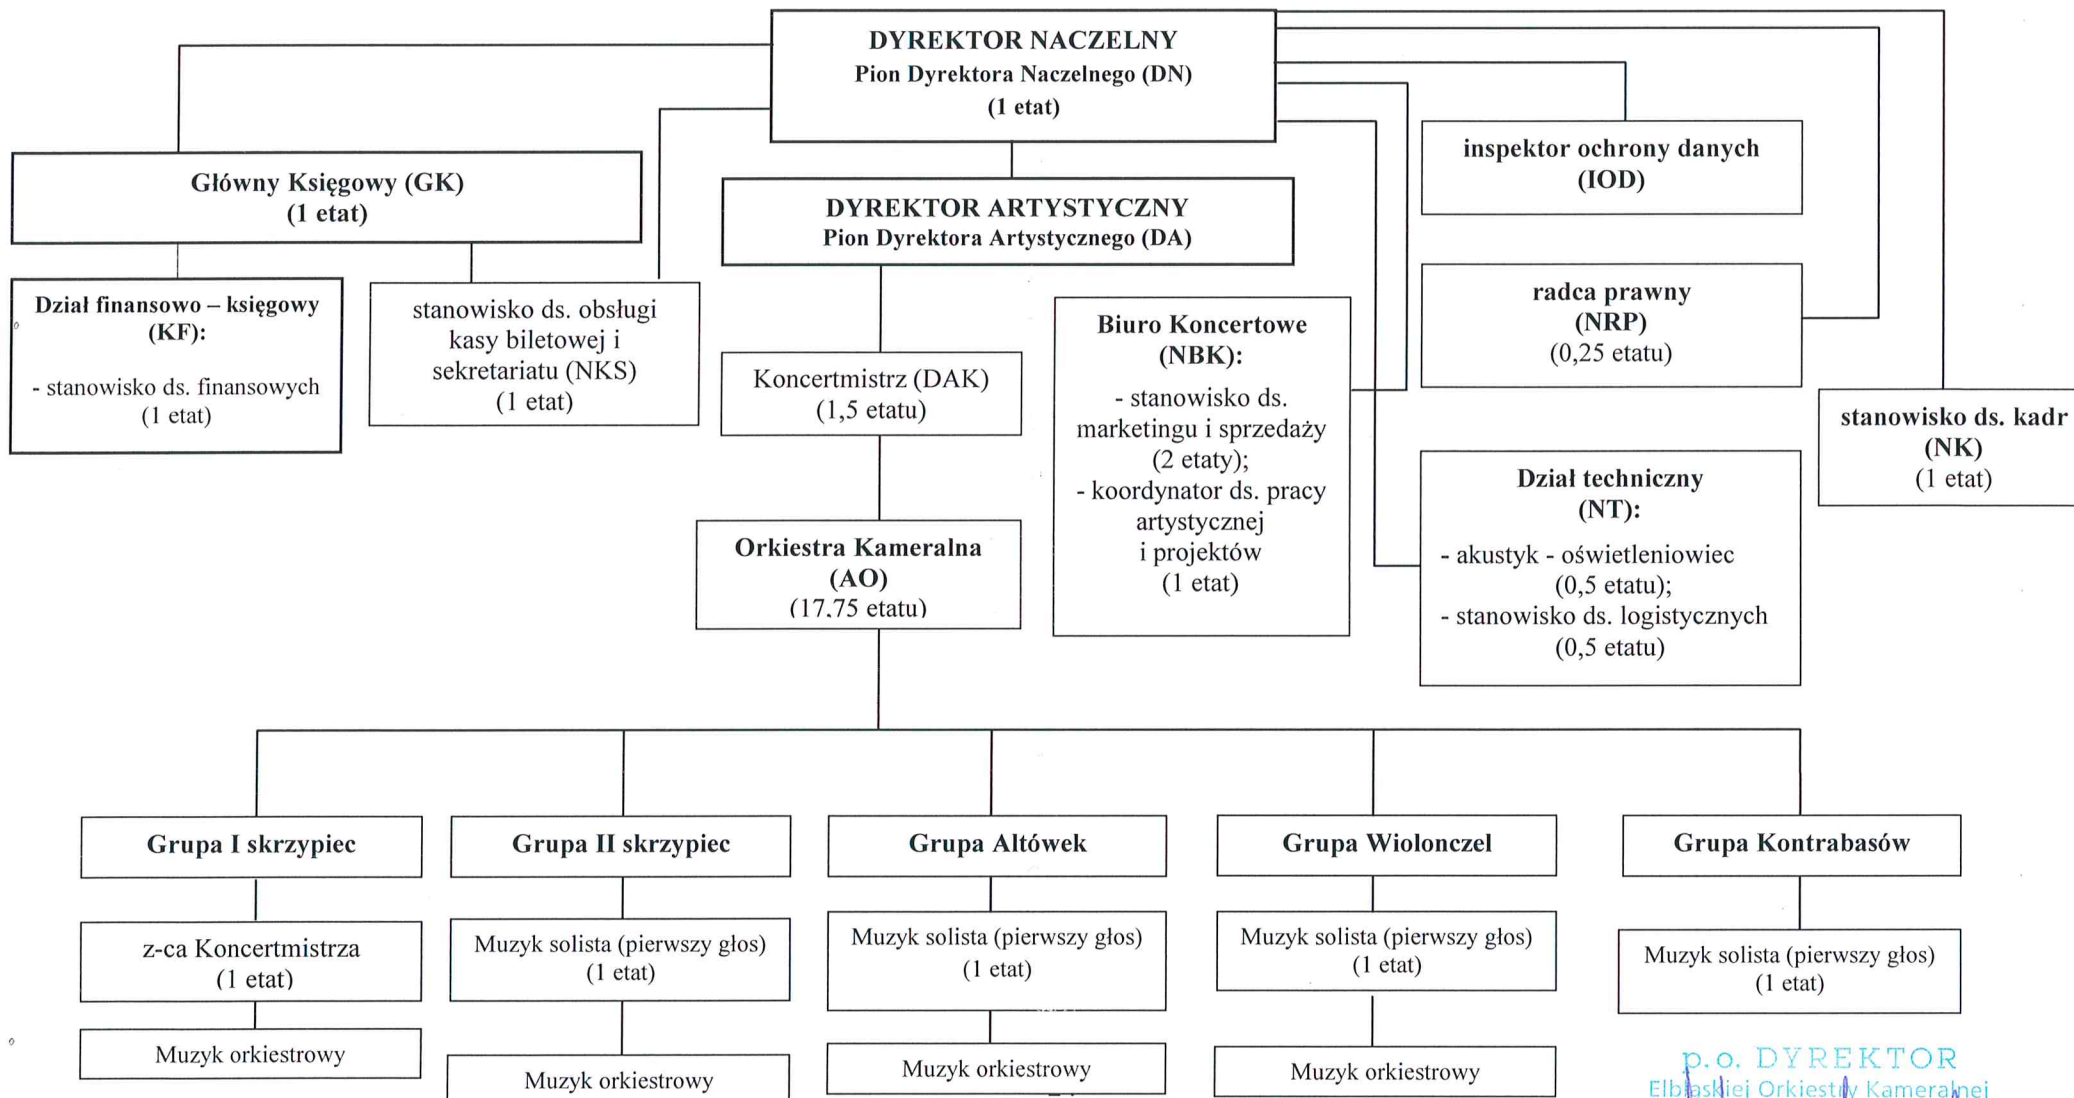 DYREKTOR NACZELNY
Pion Dyrektora Naczelnego (DN)
(1 etat)
Główny Księgowy (GK)
(1 etat)
DYREKTOR ARTYSTYCZNY
Pion Dyrektora Artystycznego (DA)
inspektor ochrony danych
(IOD)
Dział finansowo – księgowy
(KF):
- stanowisko ds. finansowych
(1 etat)
stanowisko ds. obsługi
kasy biletowej i
sekretariatu (NKS)
(1 etat)
Koncertmistrz (DAK)
(1,5 etatu)
Biuro Koncertowe
(NBK):
- stanowisko ds.
marketingu i sprzedaży
(2 etaty);
- koordynator ds. pracy
artystycznej
i projektów
(1 etat)
radca prawny
(NRP)
(0,25 etatu)
stanowisko ds. kadr
(NK)
(1 etat)
Dział techniczny
(NT):
- akustyk - oświetleniowiec
(0,5 etatu);
- stanowisko ds. logistycznych
(0,5 etatu)
Orkiestra Kameralna
(AO)
(17,75 etatu)
Grupa I skrzypiec
Grupa II skrzypiec
Grupa Altówek
Grupa Wiolonczel
Grupa Kontrabasów
z-ca Koncertmistrza
(1 etat)
Muzyk solista (pierwszy głos)
(1 etat)
Muzyk solista (pierwszy głos)
(1 etat)
Muzyk solista (pierwszy głos)
(1 etat)
Muzyk solista (pierwszy głos)
(1 etat)
Muzyk orkiestrowy
Muzyk orkiestrowy
Muzyk orkiestrowy
Muzyk orkiestrowy
p.o. DYREKTOR
Elbląskiej Orkiestry Kameralnej